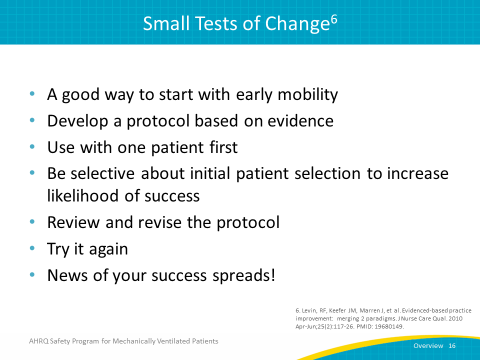 Small Tests of Change6
• A good way to start with early mobility
• Develop a protocol based on evidence
• Use with one patient first
• Be selective about initial patient selection to increase
likelihood of success
• Review and revise the protocol
• Try it again
• News of your success spreads!
6. Levin, RF, Keefer JM, Marren J, et al. Evidenced-based practice
improvement: merging 2 paradigms. J Nurse Care Qual. 2010
Apr-Jun;25(2):117-26. PMID: 19680149.
AHRQ Safety Program for Mechanically Ventilated Patients
Overview 16